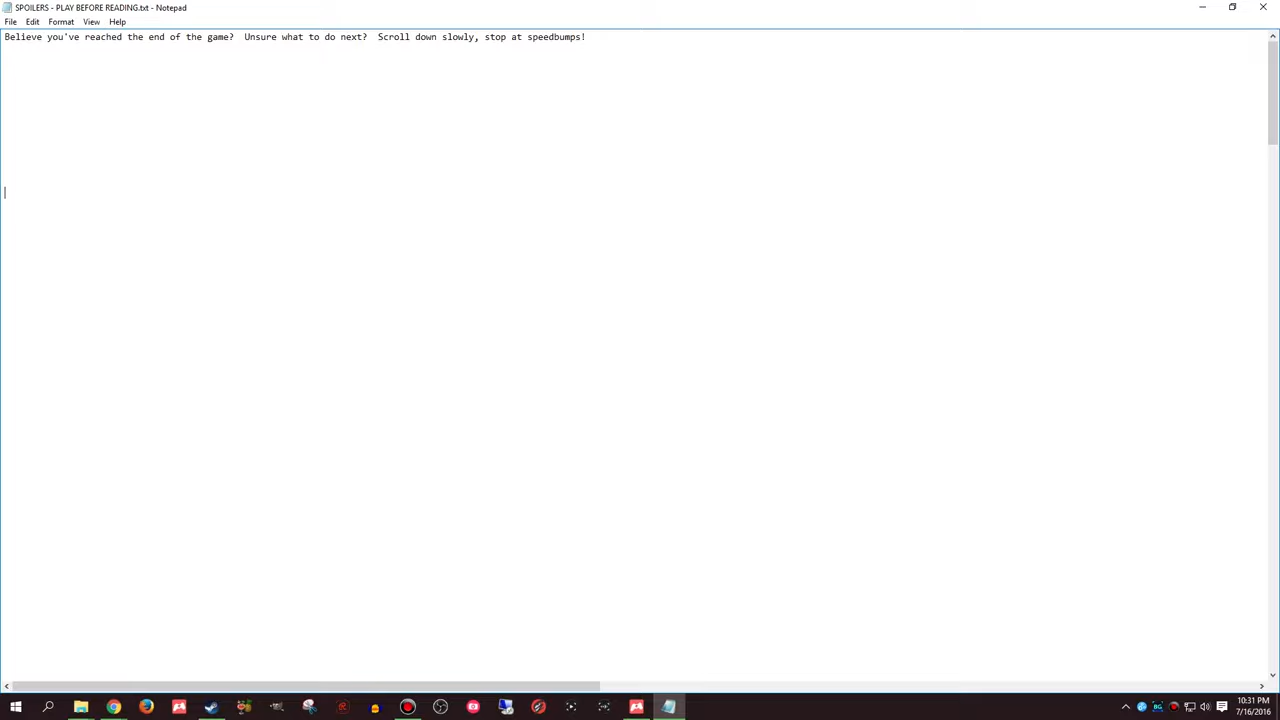 SPOILERS - PLAY BEFORE READING.txt - Notepad
File Edit Format View Help
Believe you've reached the end of the game?  Unsure what to do next?  Scroll down slowly, stop at speedbumps!
10:31 PM
7/16/2016